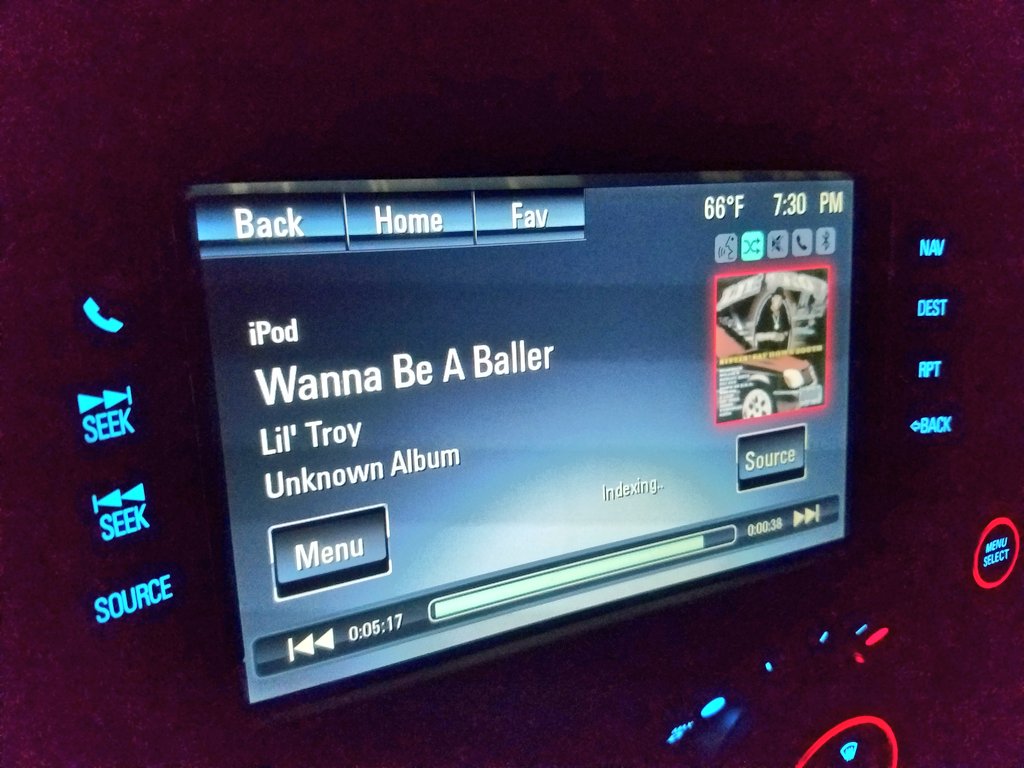 Back Home Fav 66°F 7:30 PM
NAV
DEST
RPT
BACK
SEEK
SEEK
SOURCE
iPod
Wanna Be A Baller
Lil' Troy
Unknown Album
Indexing..
Source
Menu
0:05:17 0:00:38
MENU
SELECT